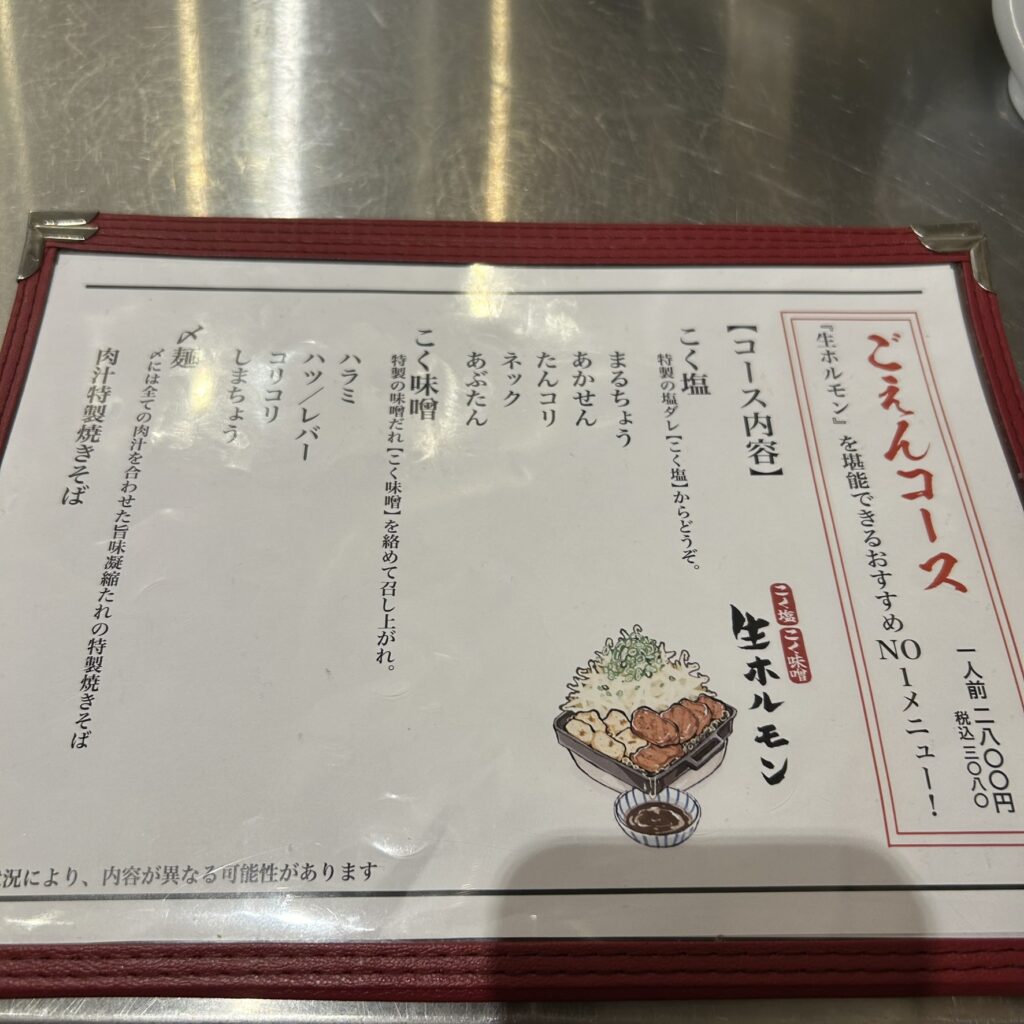 ごえんコース
一人前 二八〇〇円
税込三〇八〇
『生ホルモン』を堪能できるおすすめNO1メニュー！
【コース内容】
こく塩
こく味噌
生ホルモン
こく塩
特製の塩ダレ【こく塩】からどうぞ。
まるちょう
あかせん
たんコリ
ネック
あぶたん
こく味噌
特製の味噌だれ【こく味噌】を絡めて召し上がれ。
ハラミ
ハツ／レバー
コリコリ
しまちょう
〆麺
〆には全ての肉汁を合わせた旨味凝縮たれの特製焼きそば
肉汁特製焼きそば
況により、内容が異なる可能性があります